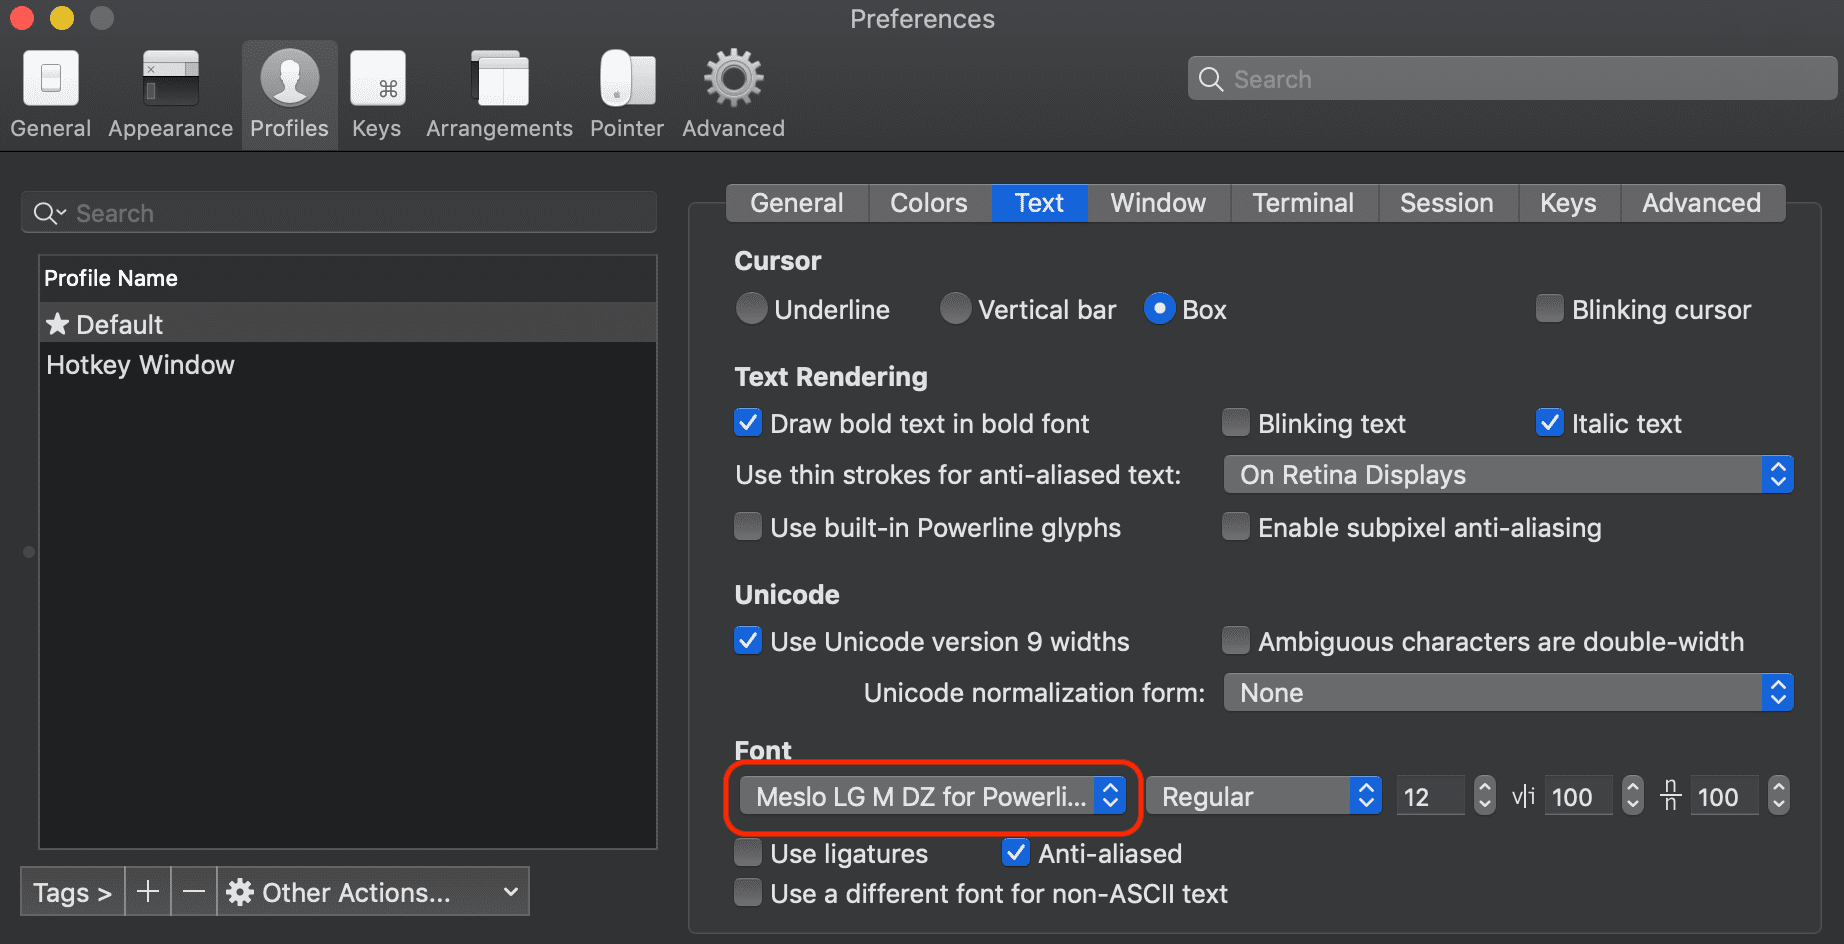 Preferences
General Appearance Profiles Keys Arrangements Pointer Advanced
Search
Search
General Colors Text Window Terminal Session Keys Advanced
Profile Name
★ Default
Hotkey Window
Cursor
Underline Vertical bar Box Blinking cursor
Text Rendering
Draw bold text in bold font Blinking text Italic text
Use thin strokes for anti-aliased text: On Retina Displays
Use built-in Powerline glyphs Enable subpixel anti-aliasing
Unicode
Use Unicode version 9 widths Ambiguous characters are double-width
Unicode normalization form: None
Font
Meslo LG M DZ for Powerli... Regular 12 v|i 100 n/n 100
Use ligatures Anti-aliased
Use a different font for non-ASCII text
Tags > + — Other Actions...